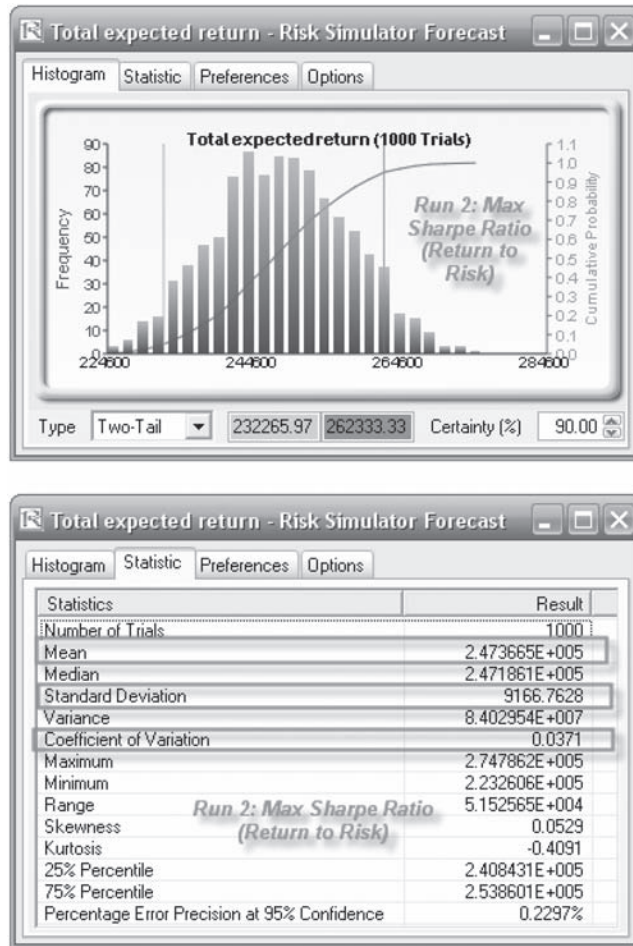 Total expected return - Risk Simulator Forecast
Histogram Statistic Preferences Options
Total expected return (1000 Trials)
Frequency
90
80
70
60
50
40
30
20
10
0
224600 244600 264600 284600
1.1
1.0
0.9
0.8
0.7
0.6
0.5
0.4
0.3
0.2
0.1
0.0
Cumulative Probability
Run 2: Max
Sharpe Ratio
(Return to
Risk)
Type Two-Tail 232265.97 262333.33 Certainty (%) 90.00
Total expected return - Risk Simulator Forecast
Histogram Statistic Preferences Options
Statistics Result
Number of Trials 1000
Mean 2.473665E+005
Median 2.471861E+005
Standard Deviation 9166.7628
Variance 8.402954E+007
Coefficient of Variation 0.0371
Maximum 2.747862E+005
Minimum 2.232606E+005
Range 5.152565E+004
Skewness 0.0529
Kurtosis -0.4091
25% Percentile 2.408431E+005
75% Percentile 2.538601E+005
Percentage Error Precision at 95% Confidence 0.2297%
Run 2: Max Sharpe Ratio
(Return to Risk)